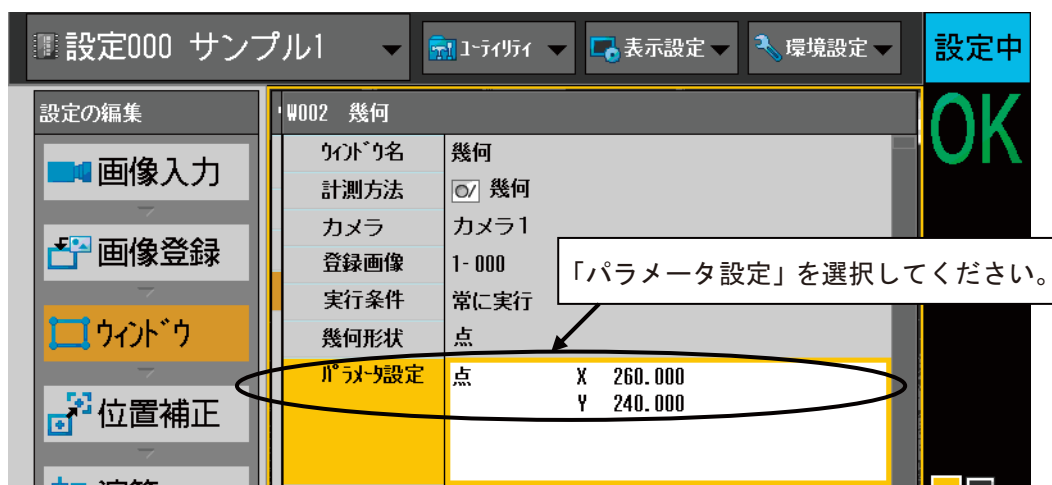 設定000 サンプル1
ﾕｰﾃｨﾘﾃｨ
表示設定
環境設定
設定中
OK
設定の編集
画像入力
画像登録
ｳｨﾝﾄﾞｳ
位置補正
W002 幾何
ｳｨﾝﾄﾞｳ名 幾何
計測方法 幾何
カメラ カメラ1
登録画像 1-000
実行条件 常に実行
幾何形状 点
ﾊﾟﾗﾒｰﾀ設定 点 X 260.000
Y 240.000
「パラメータ設定」を選択してください。